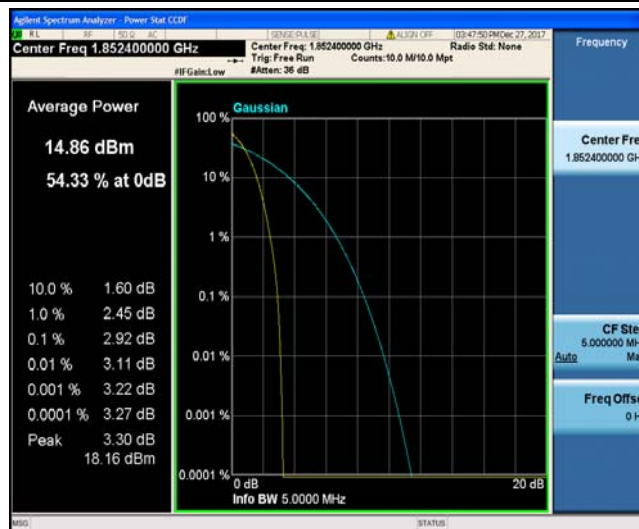 Agilent Spectrum Analyzer - Power Stat CCDF
RL RF 50 Ω AC SENSE:PULSE ALIGN OFF 03:47:50 PM Dec 27, 2017
Center Freq 1.852400000 GHz
Center Freq: 1.852400000 GHz Radio Std: None
Trig: Free Run Counts:10.0 M/10.0 Mpt
#IFGain:Low #Atten: 36 dB
Frequency
Average Power
14.86 dBm
54.33 % at 0dB
10.0 % 1.60 dB
1.0 % 2.45 dB
0.1 % 2.92 dB
0.01 % 3.11 dB
0.001 % 3.22 dB
0.0001 % 3.27 dB
Peak 3.30 dB
18.16 dBm
Gaussian
100 %
10 %
1 %
0.1 %
0.01 %
0.001 %
0.0001 %
0 dB 20 dB
Info BW 5.0000 MHz
Center Fre
1.852400000 GH
CF Ste
5.000000 MH
Auto Ma
Freq Offse
0 H
MSG STATUS